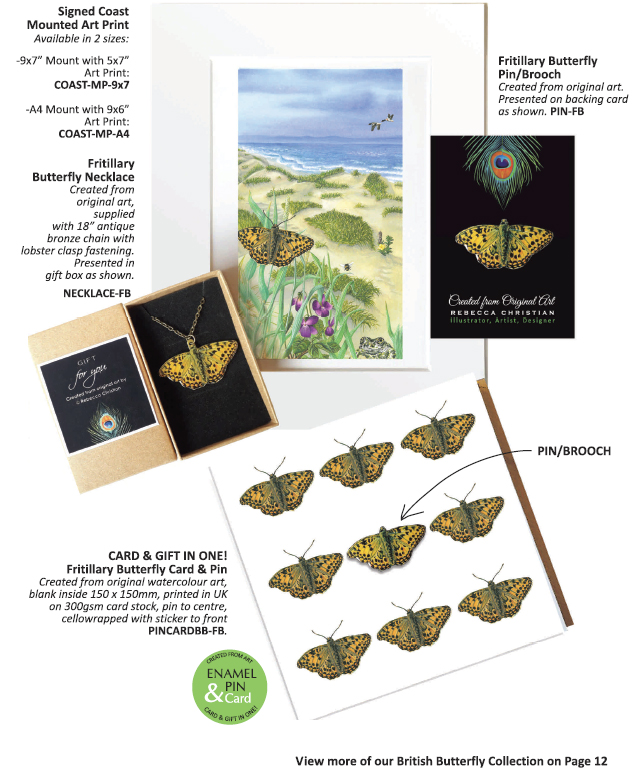 Signed Coast
Mounted Art Print
Available in 2 sizes:
-9x7” Mount with 5x7”
Art Print:
COAST-MP-9x7
-A4 Mount with 9x6”
Art Print:
COAST-MP-A4
Fritillary
Butterfly Necklace
Created from
original art,
supplied
with 18” antique
bronze chain with
lobster clasp fastening.
Presented in
gift box as shown.
NECKLACE-FB
Fritillary Butterfly
Pin/Brooch
Created from original art.
Presented on backing card
as shown. PIN-FB
Created from Original Art
REBECCA CHRISTIAN
Illustrator, Artist, Designer
GIFT
for you
Created from original art by
© Rebecca Christian
PIN/BROOCH
CARD & GIFT IN ONE!
Fritillary Butterfly Card & Pin
Created from original watercolour art,
blank inside 150 x 150mm, printed in UK
on 300gsm card stock, pin to centre,
cellowrapped with sticker to front
PINCARDBB-FB.
CREATED FROM ART
ENAMEL
PIN
& Card
CARD & GIFT IN ONE!
View more of our British Butterfly Collection on Page 12